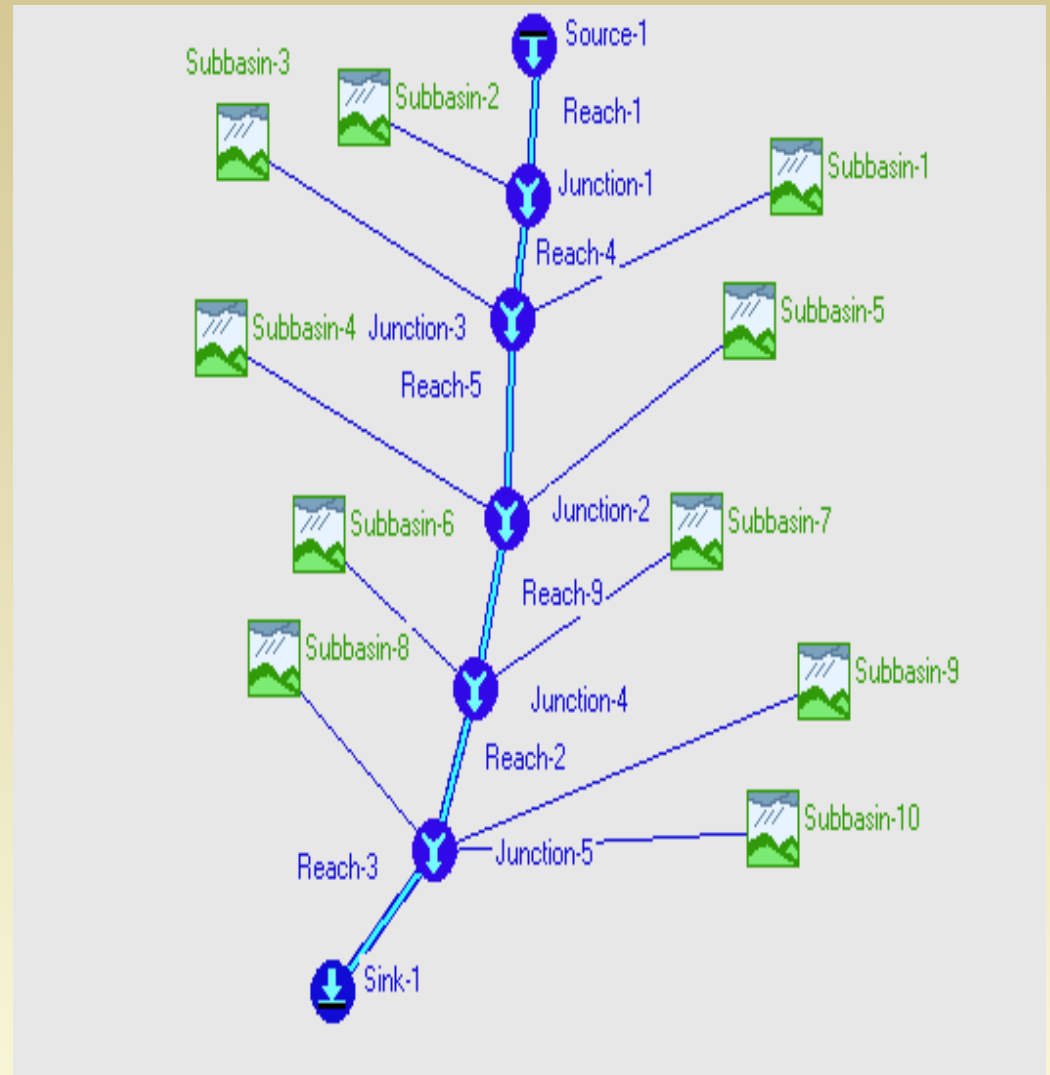 Source-1
Subbasin-3
Subbasin-2
Reach-1
Subbasin-1
Junction-1
Reach-4
Subbasin-5
Subbasin-4
Junction-3
Reach-5
Junction-2
Subbasin-6
Subbasin-7
Reach-9
Subbasin-8
Subbasin-9
Junction-4
Reach-2
Subbasin-10
Junction-5
Reach-3
Sink-1